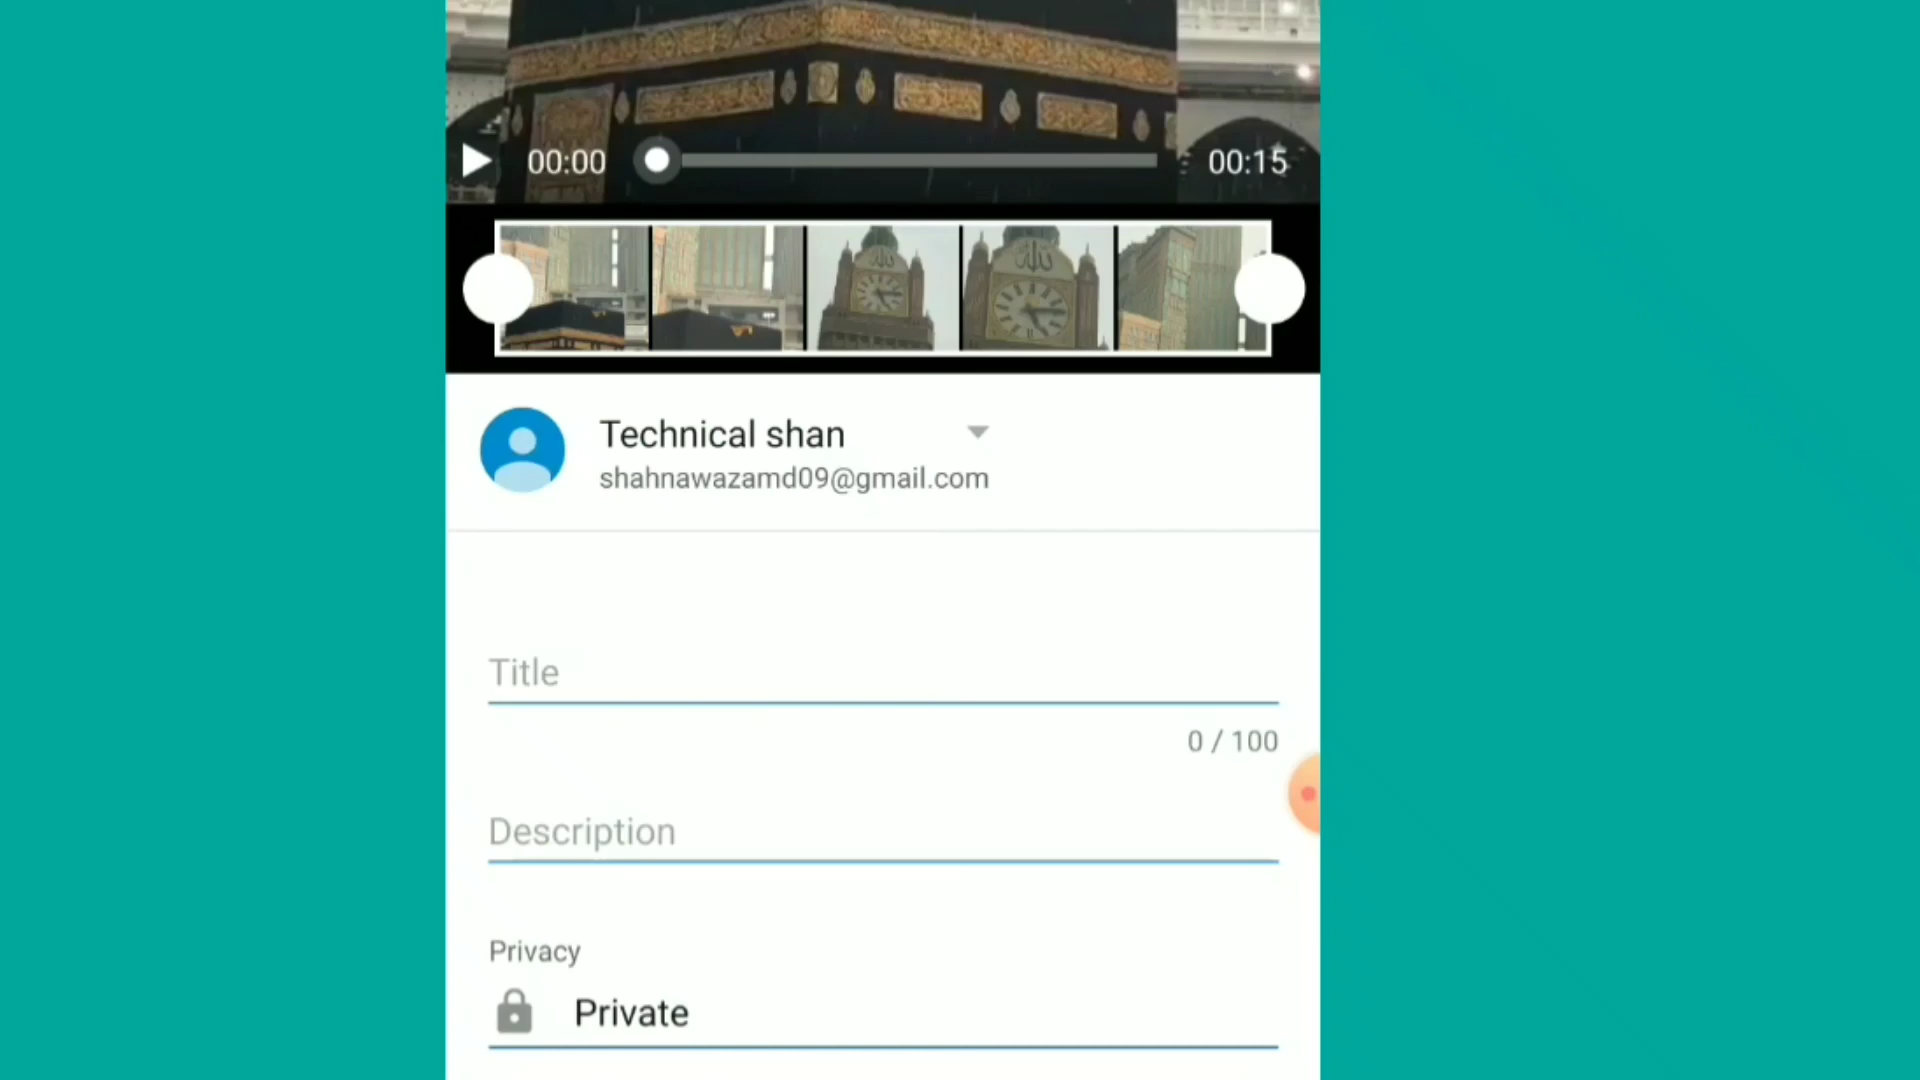 00:00
00:15
Technical shan
shahnawazamd09@gmail.com
Title
0 / 100
Description
Privacy
Private